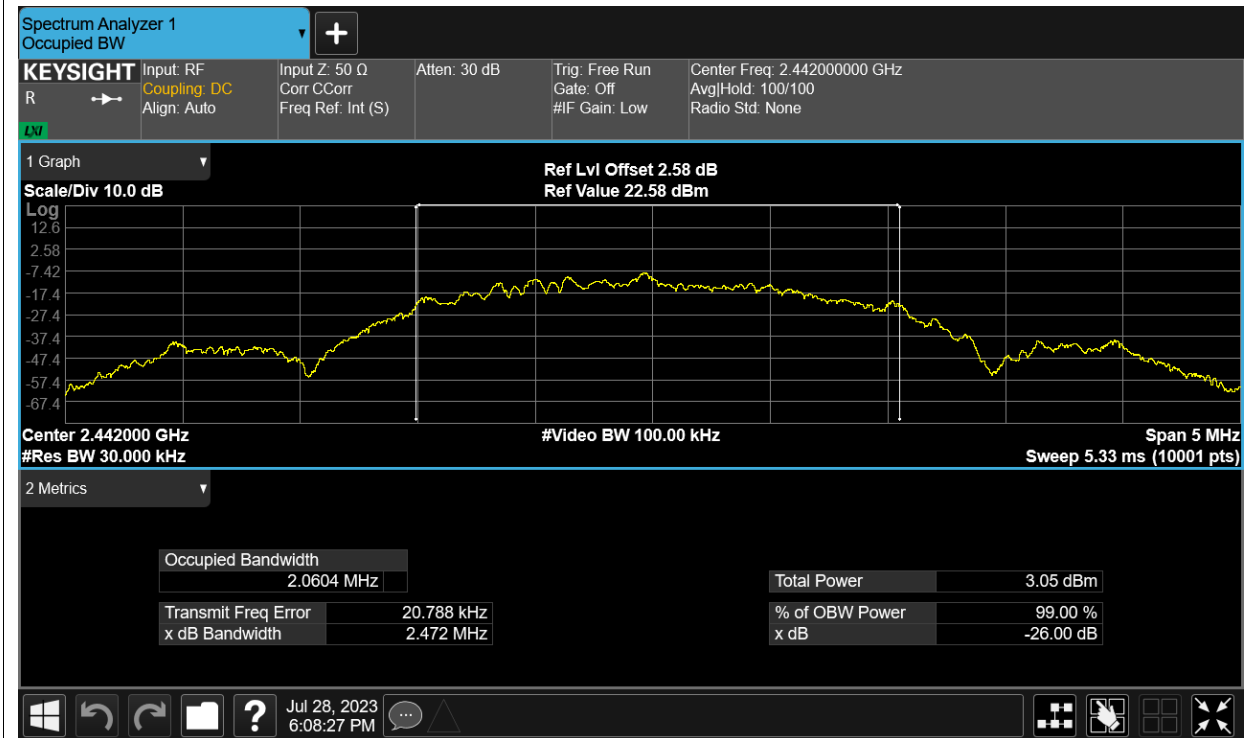 Spectrum Analyzer 1
Occupied BW
KEYSIGHT
R
LXI
Input: RF
Coupling: DC
Align: Auto
Input Z: 50 Ω
Corr CCorr
Freq Ref: Int (S)
Atten: 30 dB
Trig: Free Run
Gate: Off
#IF Gain: Low
Center Freq: 2.442000000 GHz
Avg|Hold: 100/100
Radio Std: None
1 Graph
Scale/Div 10.0 dB
Ref Lvl Offset 2.58 dB
Ref Value 22.58 dBm
Log
12.6
2.58
-7.42
-17.4
-27.4
-37.4
-47.4
-57.4
-67.4
Center 2.442000 GHz
#Res BW 30.000 kHz
#Video BW 100.00 kHz
Span 5 MHz
Sweep 5.33 ms (10001 pts)
2 Metrics
Occupied Bandwidth
2.0604 MHz
Transmit Freq Error 20.788 kHz
x dB Bandwidth 2.472 MHz
Total Power 3.05 dBm
% of OBW Power 99.00 %
x dB -26.00 dB
?
Jul 28, 2023
6:08:27 PM